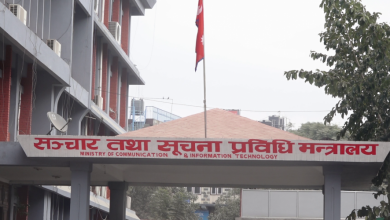 सञ्चार तथा सूचना प्रविधि मन्त्रालय
MINISTRY OF COMMUNICATION & INFORMATION TECHNOLOGY